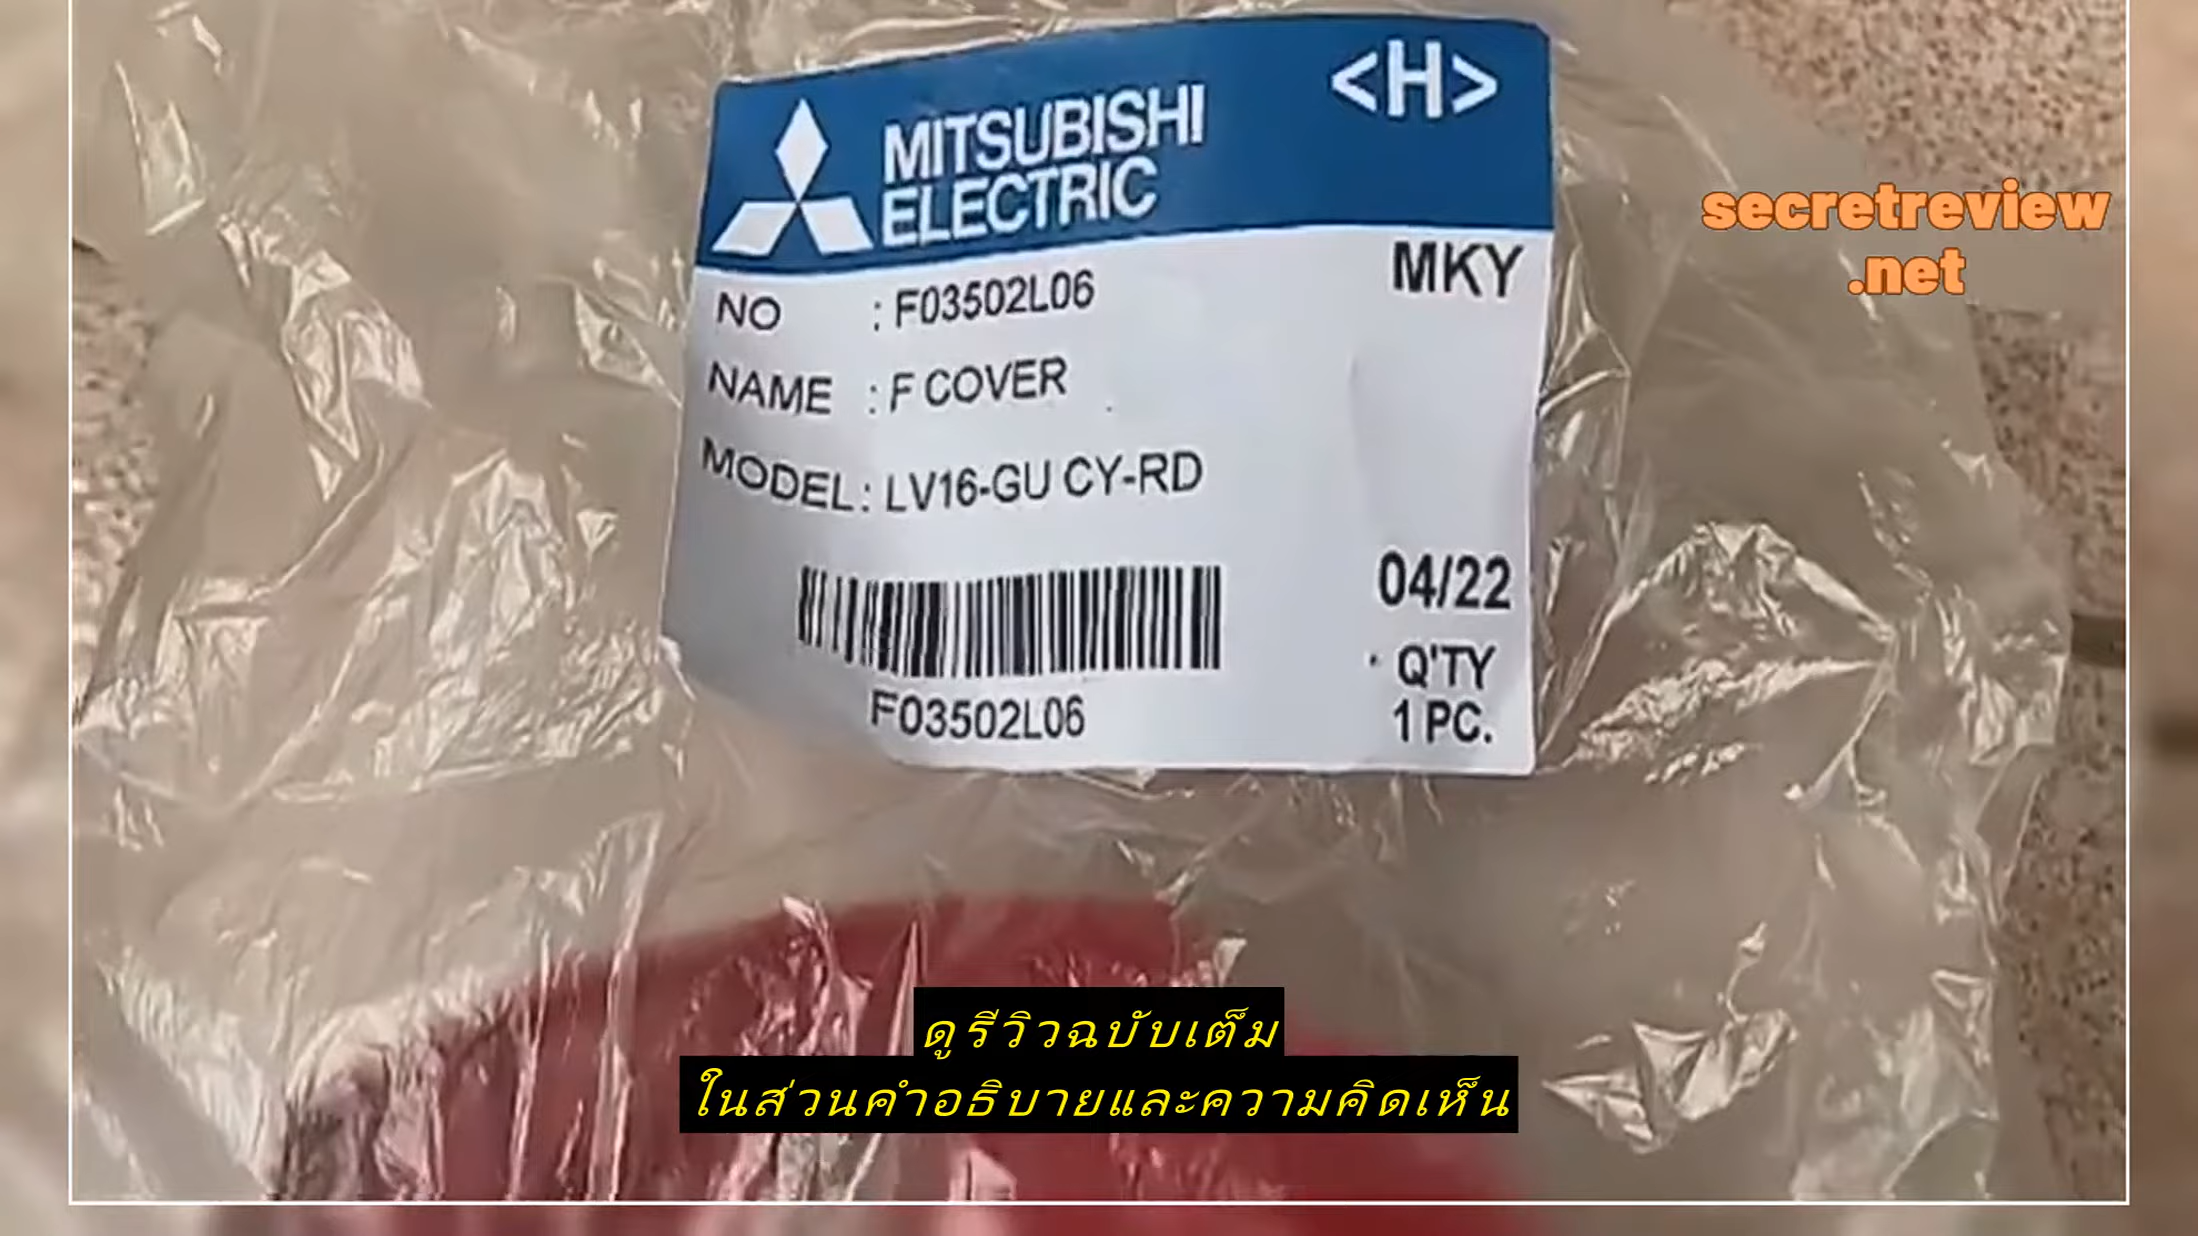 MITSUBISHI
ELECTRIC
<H>
MKY
NO : F03502L06
NAME : F COVER
MODEL : LV16-GU CY-RD
04/22
Q'TY
1 PC.
F03502L06
secretreview
.net
ดูรีวิวฉบับเต็ม
ในส่วนคำอธิบายและความคิดเห็น